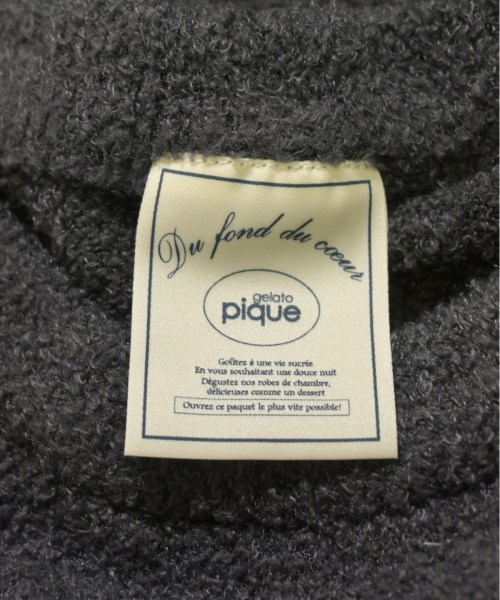 Du fond du cœur
gelato
pique
Goûtez à une vie sucrée
En vous souhaitant une douce nuit
Dégustez nos robes de chambre,
délicieuses comme un dessert
Ouvrez ce paquet le plus vite possible!